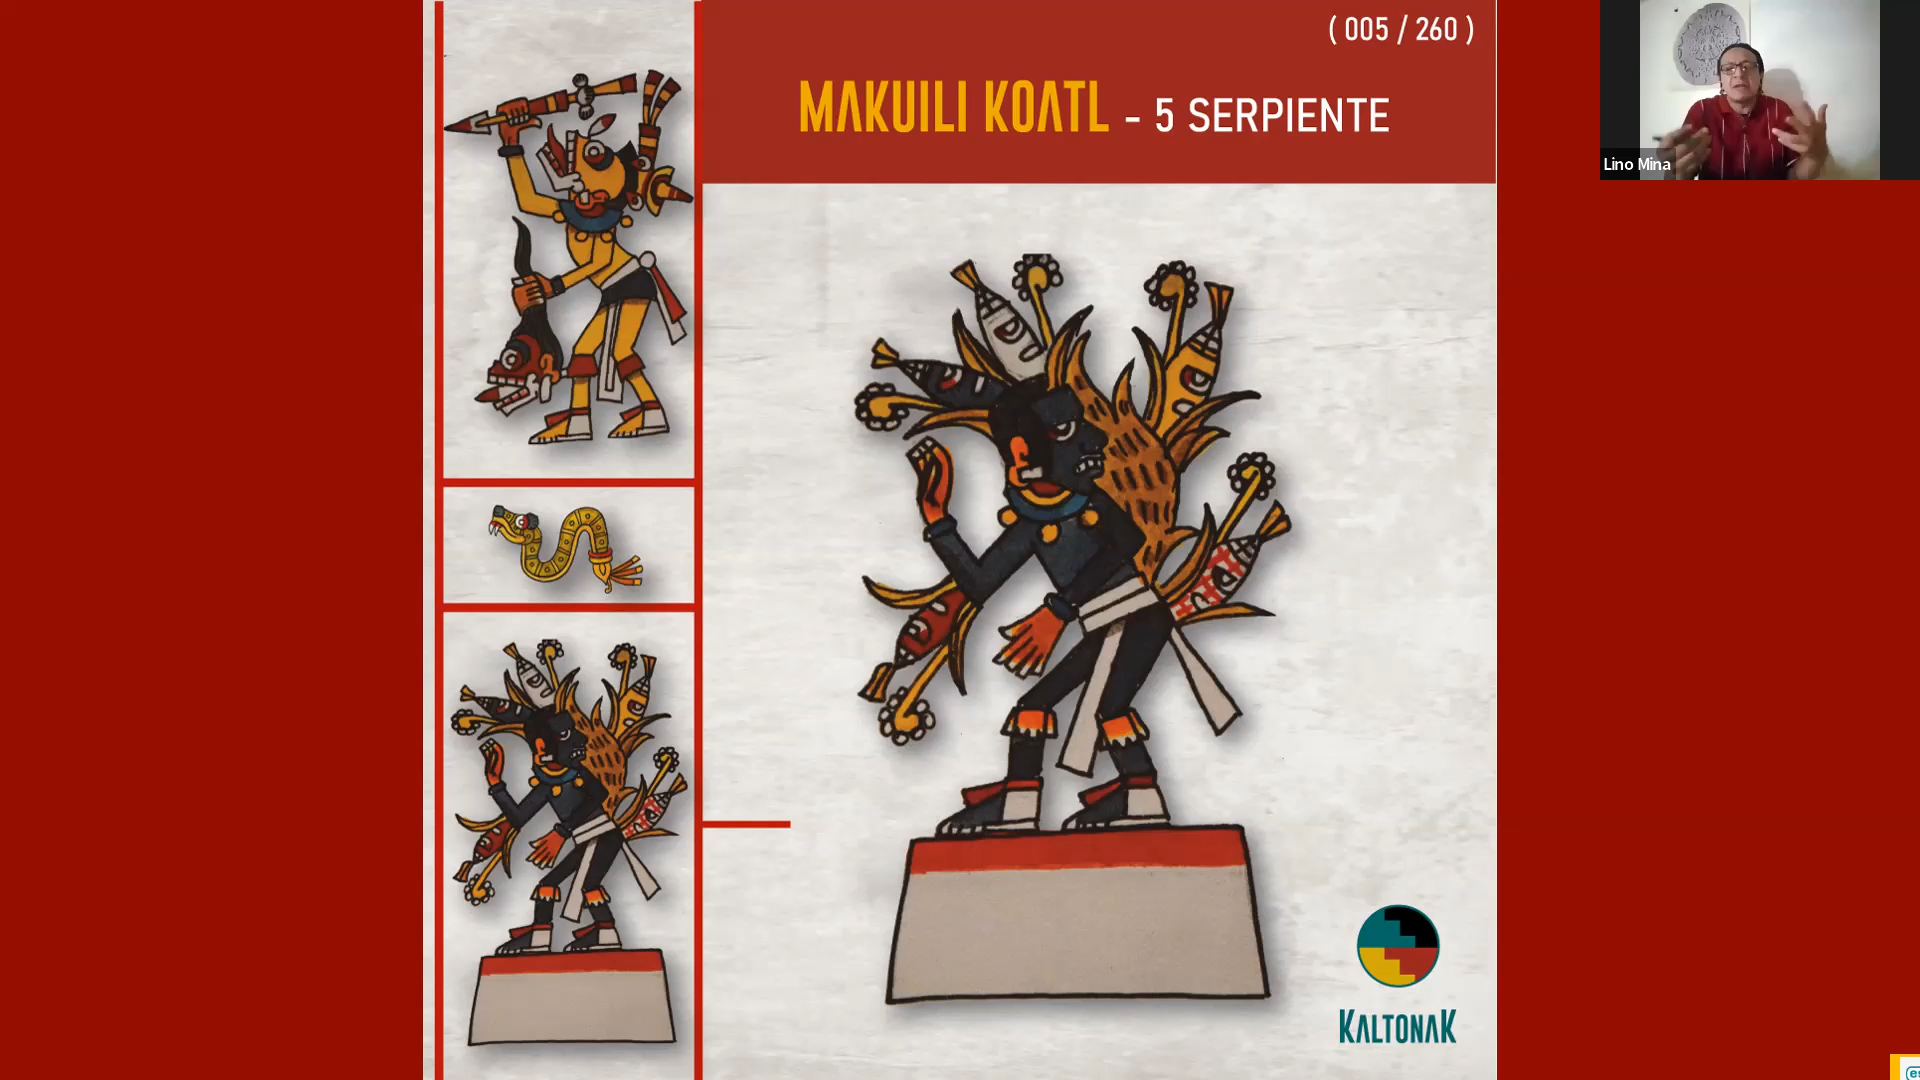 ( 005 / 260 )
MAKUILI KOATL - 5 SERPIENTE
Lino Mina
KALTONAK